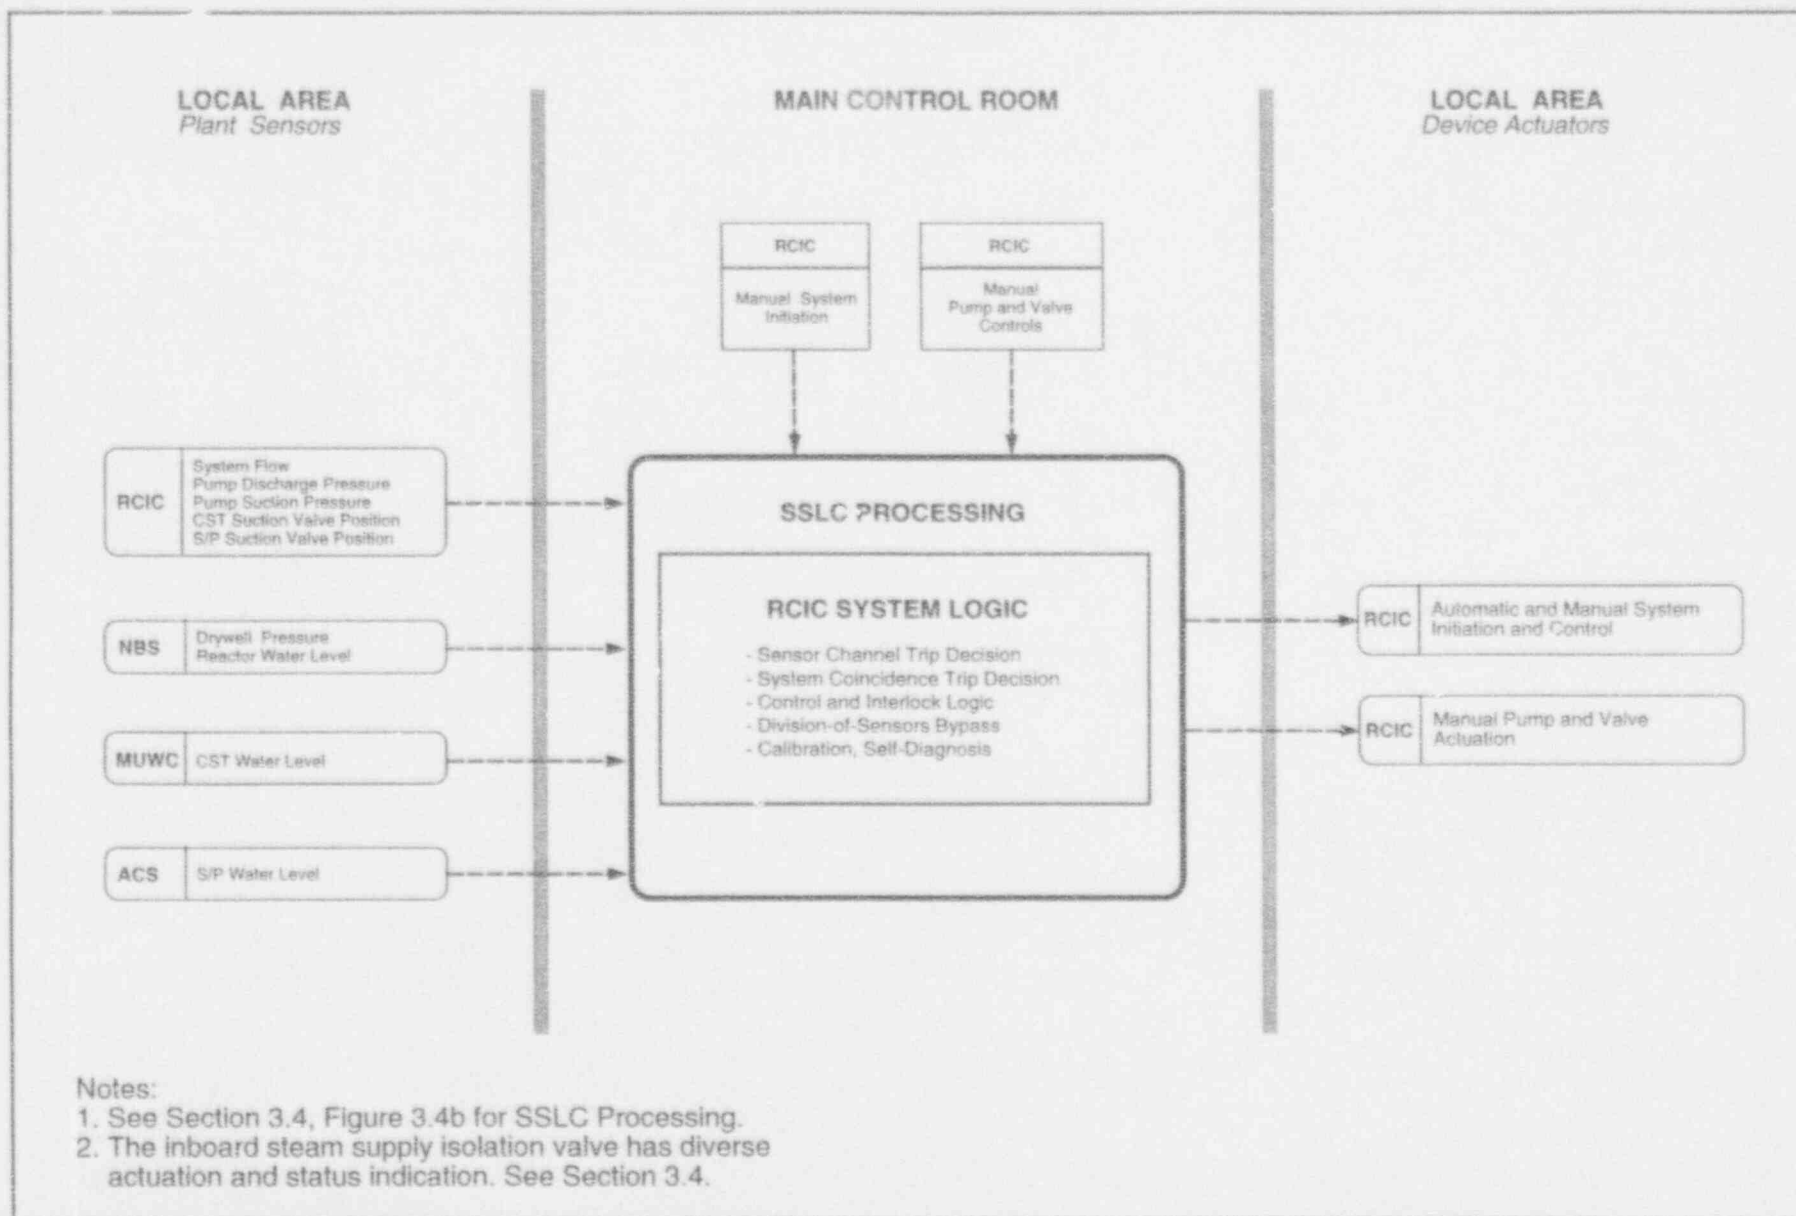 LOCAL AREA
Plant Sensors
MAIN CONTROL ROOM
LOCAL AREA
Device Actuators
RCIC
Manual System
Initiation
RCIC
Manual
Pump and Valve
Controls
RCIC
System Flow
Pump Discharge Pressure
Pump Suction Pressure
CST Suction Valve Position
S/P Suction Valve Position
NBS
Drywell Pressure
Reactor Water Level
MUWC
CST Water Level
ACS
S/P Water Level
SSLC PROCESSING
RCIC SYSTEM LOGIC
- Sensor Channel Trip Decision
- System Coincidence Trip Decision
- Control and Interlock Logic
- Division-of-Sensors Bypass
- Calibration, Self-Diagnosis
RCIC
Automatic and Manual System
Initiation and Control
RCIC
Manual Pump and Valve
Actuation
Notes:
1. See Section 3.4, Figure 3.4b for SSLC Processing.
2. The inboard steam supply isolation valve has diverse
actuation and status indication. See Section 3.4.